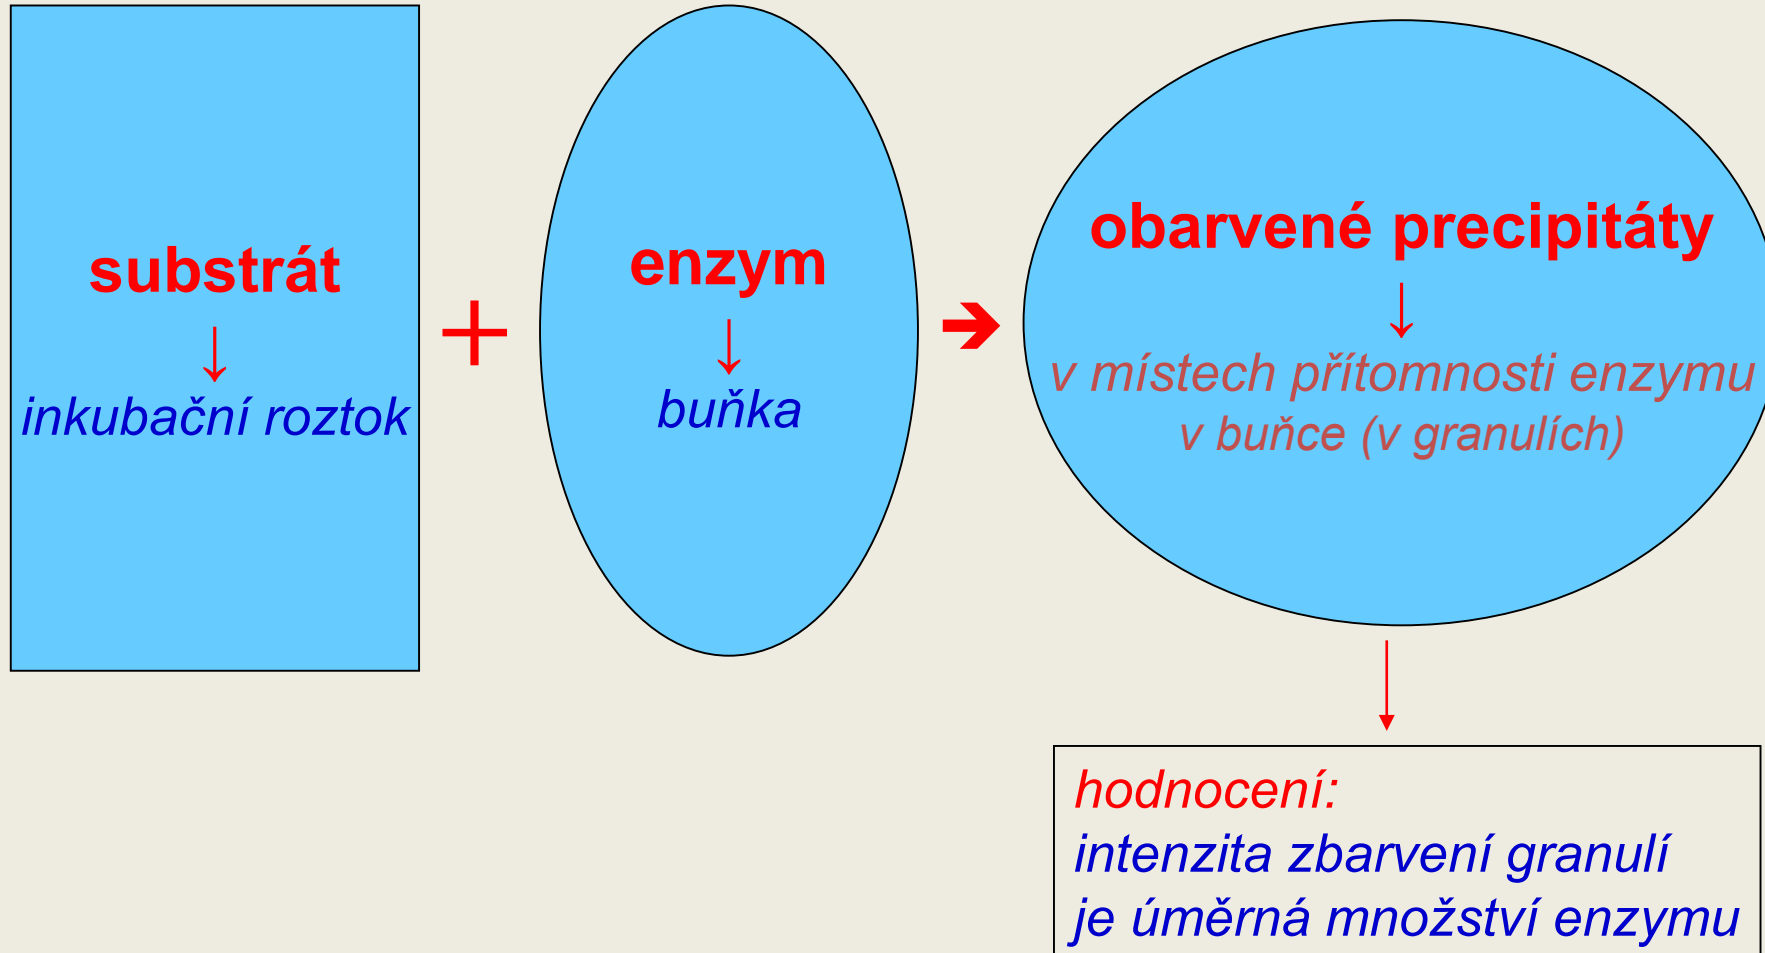 substrát
↓
inkubační roztok
+
enzym
↓
buňka
➔
obarvené precipitáty
↓
v místech přítomnosti enzymu
v buňce (v granulích)
hodnocení:
intenzita zbarvení granulí
je úměrná množství enzymu